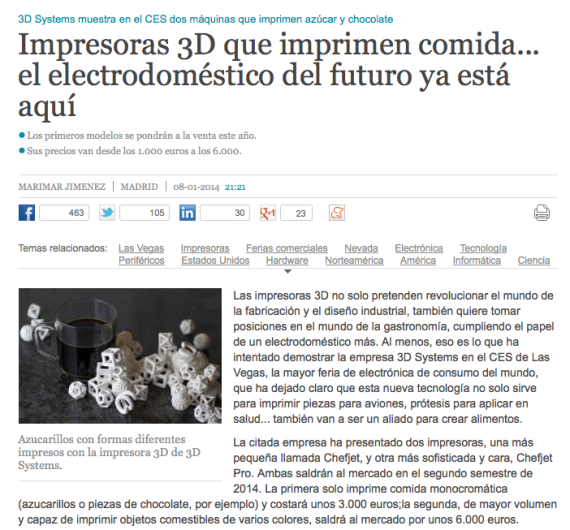 3D Systems muestra en el CES dos máquinas que imprimen azúcar y chocolate
Impresoras 3D que imprimen comida...
el electrodoméstico del futuro ya está
aquí
Los primeros modelos se pondrán a la venta este año.
Sus precios van desde los 1.000 euros a los 6.000.
MARIMAR JIMENEZ | MADRID | 08-01-2014 21:21
463 105 30 +1 23
Temas relacionados: Las Vegas Impresoras Ferias comerciales Nevada Electrónica Tecnología
Periféricos Estados Unidos Hardware Norteamérica América Informática Ciencia
Las impresoras 3D no solo pretenden revolucionar el mundo de
la fabricación y el diseño industrial, también quiere tomar
posiciones en el mundo de la gastronomía, cumpliendo el papel
de un electrodoméstico más. Al menos, eso es lo que ha
intentado demostrar la empresa 3D Systems en el CES de Las
Vegas, la mayor feria de electrónica de consumo del mundo,
que ha dejado claro que esta nueva tecnología no solo sirve
para imprimir piezas para aviones, prótesis para aplicar en
salud... también van a ser un aliado para crear alimentos.
Azucarillos con formas diferentes
impresos con la impresora 3D de 3D
Systems.
La citada empresa ha presentado dos impresoras, una más
pequeña llamada Chefjet, y otra más sofisticada y cara, Chefjet
Pro. Ambas saldrán al mercado en el segundo semestre de
2014. La primera solo imprime comida monocromática
(azucarillos o piezas de chocolate, por ejemplo) y costará unos 3.000 euros;la segunda, de mayor volumen
y capaz de imprimir objetos comestibles de varios colores, saldrá al mercado por unos 6.000 euros.